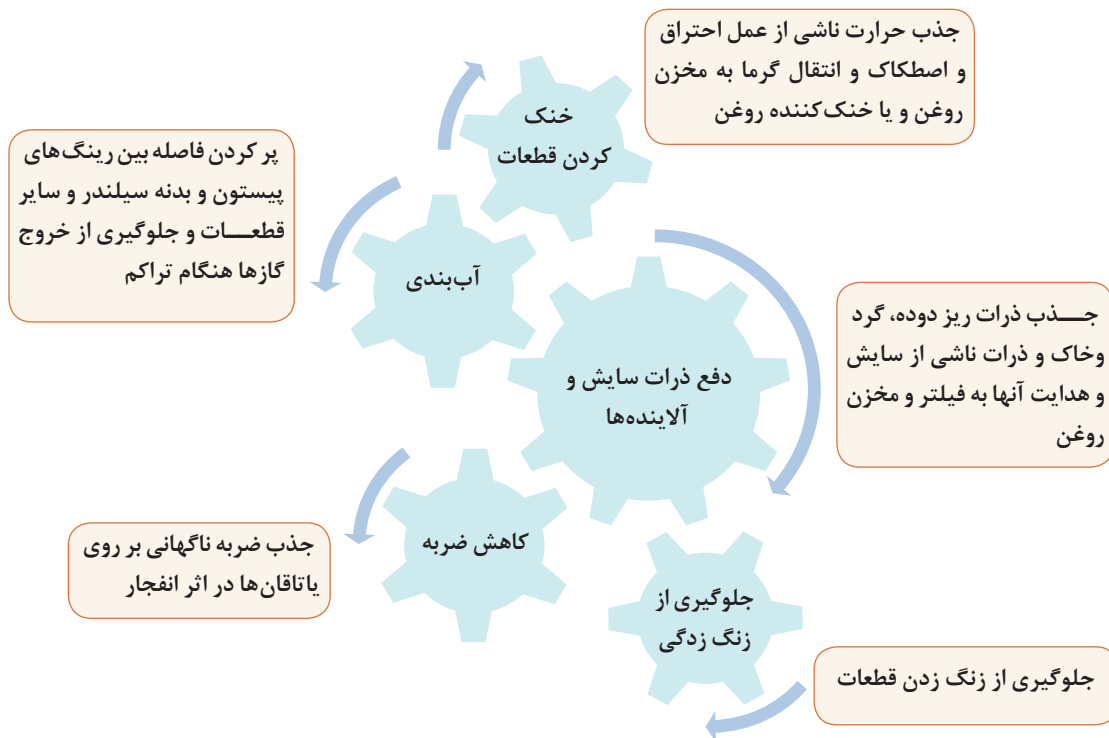 جذب حرارت ناشی از عمل احتراق
و اصطکاک و انتقال گرما به مخزن
روغن و یا خنک‌کننده روغن
خنک
کردن قطعات
پر کردن فاصله بین رینگ‌های
پیستون و بدنه سیلندر و سایر
قطعـــات و جلوگیری از خروج
گازها هنگام تراکم
آب‌بندی
جـــذب ذرات ریز دوده، گرد
وخاک و ذرات ناشی از سایش
و هدایت آنها به فیلتر و مخزن
روغن
دفع ذرات سایش و
آلاینده‌ها
کاهش ضربه
جذب ضربه ناگهانی بر روی
یاتاقان‌ها در اثر انفجار
جلوگیری از
زنگ زدگی
جلوگیری از زنگ زدن قطعات